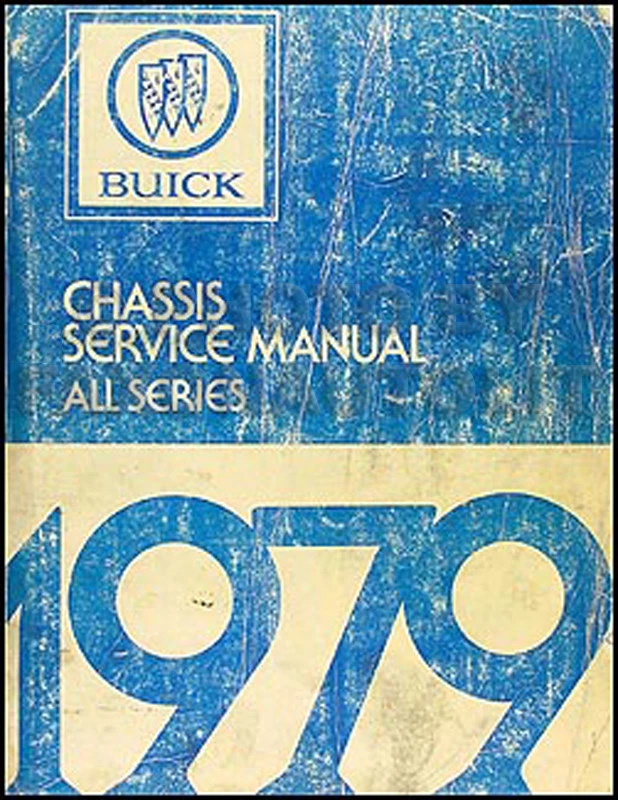 BUICK
CHASSIS
SERVICE MANUAL
ALL SERIES
1979